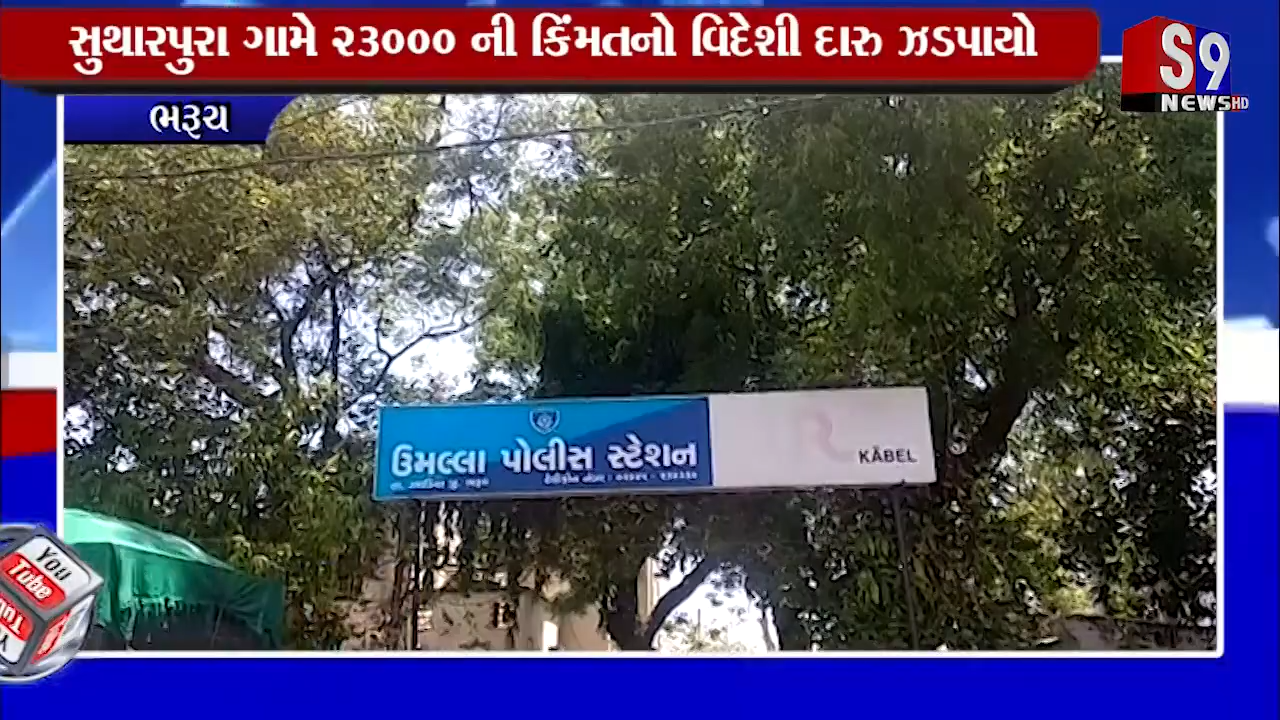 સુથારપુરા ગામે ૨૩૦૦૦ ની કિંમતનો વિદેશી દારુ ઝડપાયો
S9
NEWS HD
ભરૂચ
ઉમલ્લા પોલીસ સ્ટેશન
KÄBEL
You
Tube